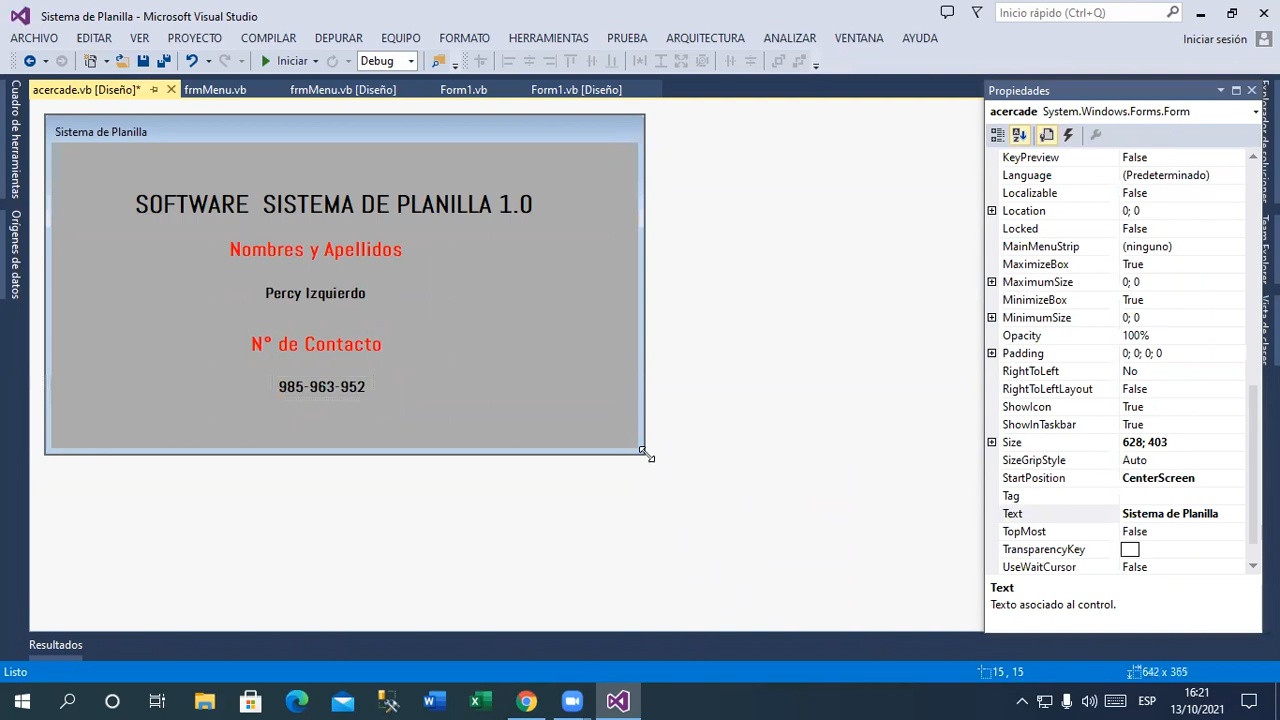 Sistema de Planilla - Microsoft Visual Studio
Inicio rápido (Ctrl+Q)
ARCHIVO EDITAR VER PROYECTO COMPILAR DEPURAR EQUIPO FORMATO HERRAMIENTAS PRUEBA ARQUITECTURA ANALIZAR VENTANA AYUDA
Iniciar sesión
Iniciar Debug
acercade.vb [Diseño]* frmMenu.vb frmMenu.vb [Diseño] Form1.vb Form1.vb [Diseño]
Cuadro de herramientas
Orígenes de datos
Sistema de Planilla
SOFTWARE SISTEMA DE PLANILLA 1.0
Nombres y Apellidos
Percy Izquierdo
N° de Contacto
985-963-952
Propiedades
acercade System.Windows.Forms.Form
KeyPreview False
Language (Predeterminado)
Localizable False
Location 0; 0
Locked False
MainMenuStrip (ninguno)
MaximizeBox True
MaximumSize 0; 0
MinimizeBox True
MinimumSize 0; 0
Opacity 100%
Padding 0; 0; 0; 0
RightToLeft No
RightToLeftLayout False
ShowIcon True
ShowInTaskbar True
Size 628; 403
SizeGripStyle Auto
StartPosition CenterScreen
Tag
Text Sistema de Planilla
TopMost False
TransparencyKey
UseWaitCursor False
Text
Texto asociado al control.
Resultados
Listo
15 , 15
642 x 365
ESP
16:21
13/10/2021